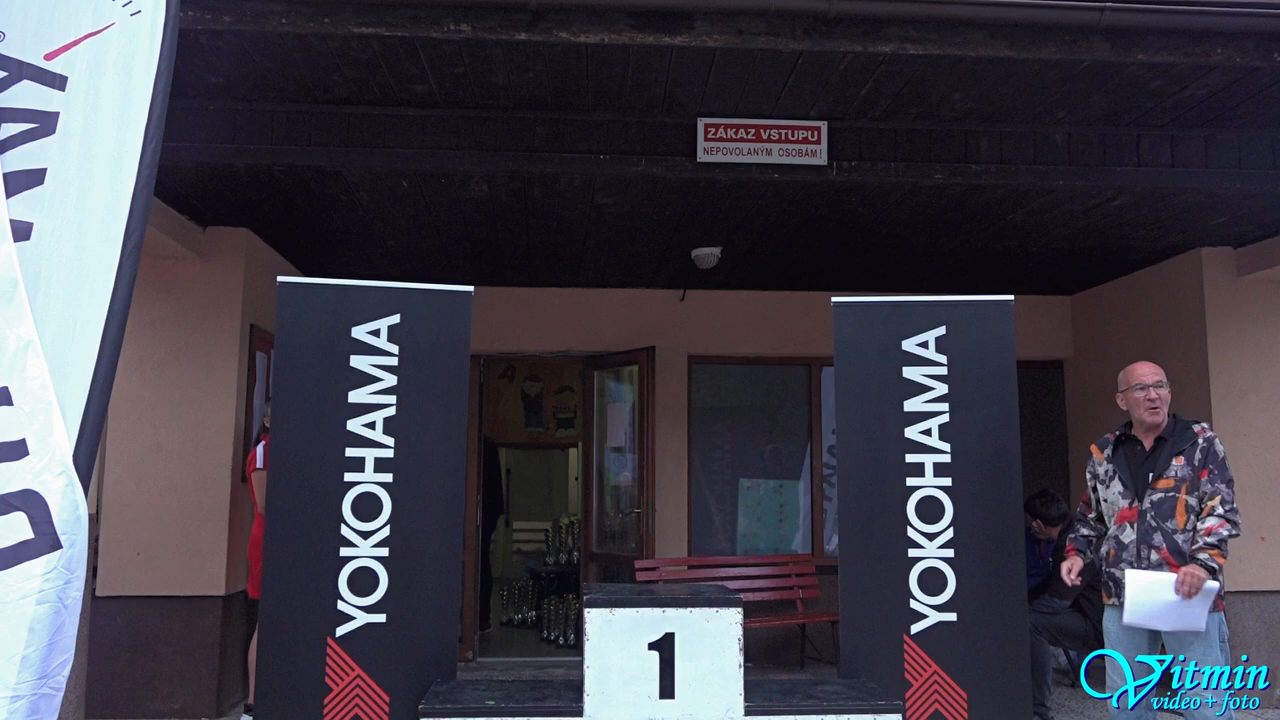 ZÁKAZ VSTUPU
NEPOVOLANÝM OSOBÁM!
YOKOHAMA
YOKOHAMA
1
Vitmin
video + foto